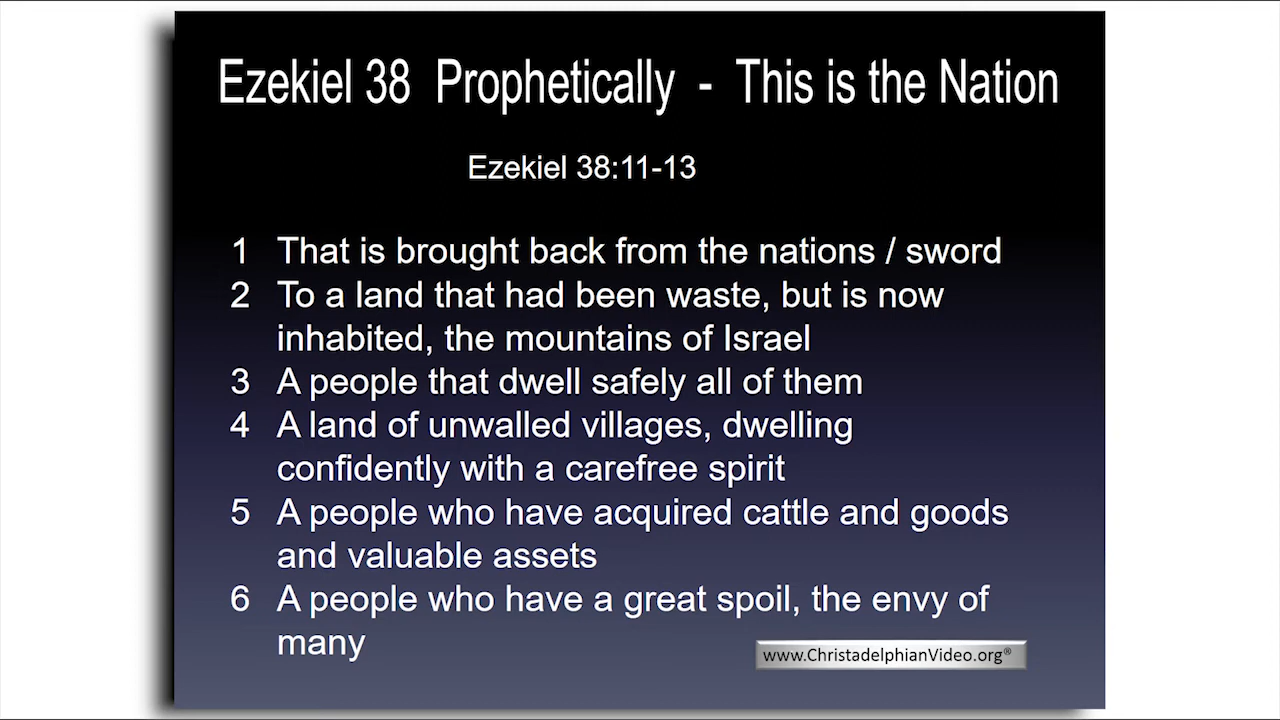 Ezekiel 38 Prophetically - This is the Nation
Ezekiel 38:11-13
1 That is brought back from the nations / sword
2 To a land that had been waste, but is now
inhabited, the mountains of Israel
3 A people that dwell safely all of them
4 A land of unwalled villages, dwelling
confidently with a carefree spirit
5 A people who have acquired cattle and goods
and valuable assets
6 A people who have a great spoil, the envy of
many
www.ChristadelphianVideo.org®